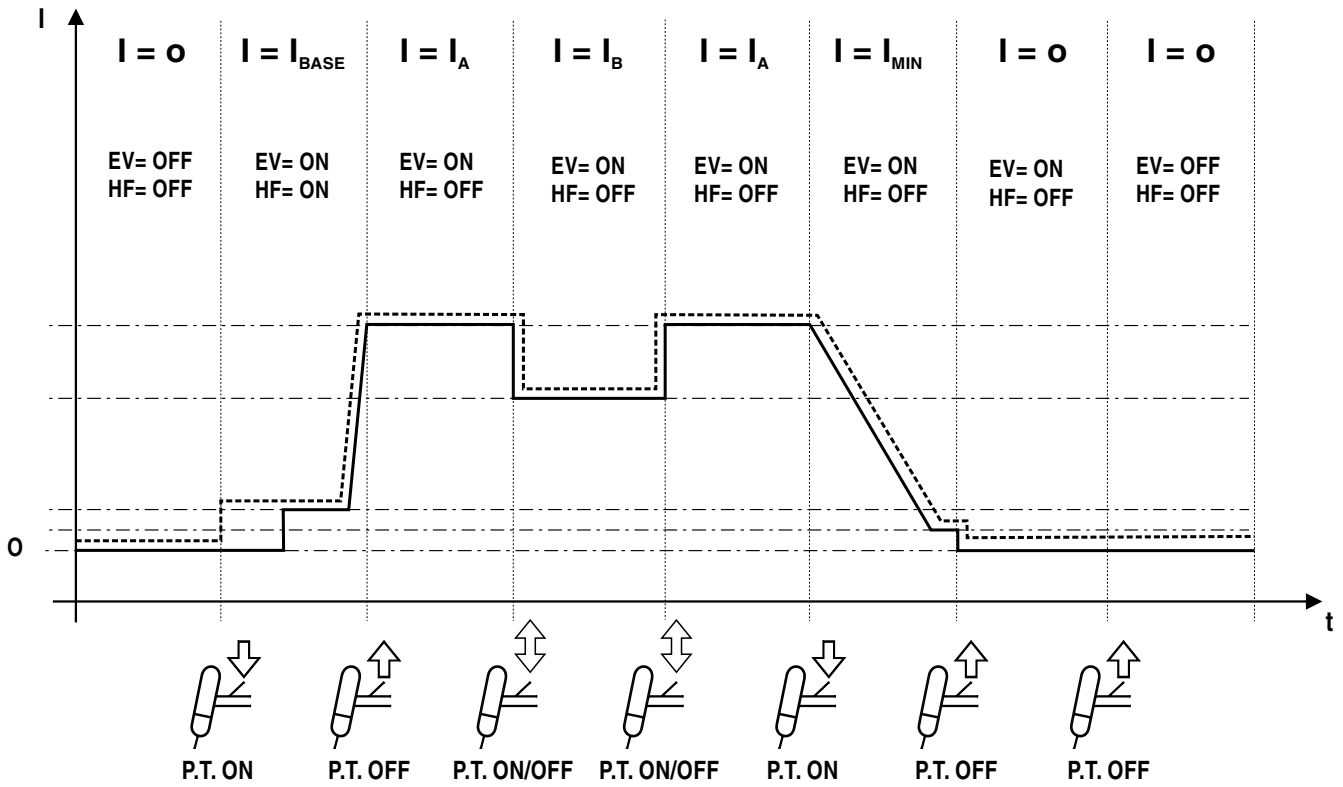 I
I = o I = I_BASE I = I_A I = I_B I = I_A I = I_MIN I = o I = o
EV= OFF EV= ON EV= ON EV= ON EV= ON EV= ON EV= ON EV= OFF
HF= OFF HF= ON HF= OFF HF= OFF HF= OFF HF= OFF HF= OFF HF= OFF
O
t
P.T. ON P.T. OFF P.T. ON/OFF P.T. ON/OFF P.T. ON P.T. OFF P.T. OFF